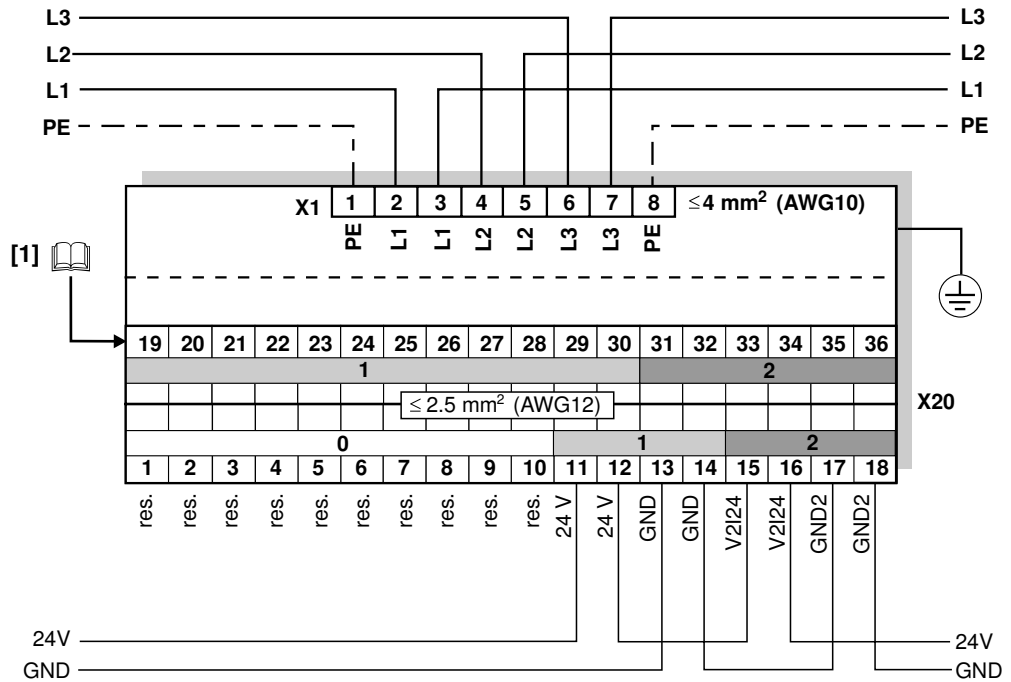 L3 L3
L2 L2
L1 L1
PE PE
X1 1 2 3 4 5 6 7 8 ≤4 mm² (AWG10)
PE L1 L1 L2 L2 L3 L3 PE
[1]
19 20 21 22 23 24 25 26 27 28 29 30 31 32 33 34 35 36
1 2
≤ 2.5 mm² (AWG12) X20
0 1 2
1 2 3 4 5 6 7 8 9 10 11 12 13 14 15 16 17 18
res. res. res. res. res. res. res. res. res. res. 24 V 24 V GND GND V2I24 V2I24 GND2 GND2
24V 24V
GND GND